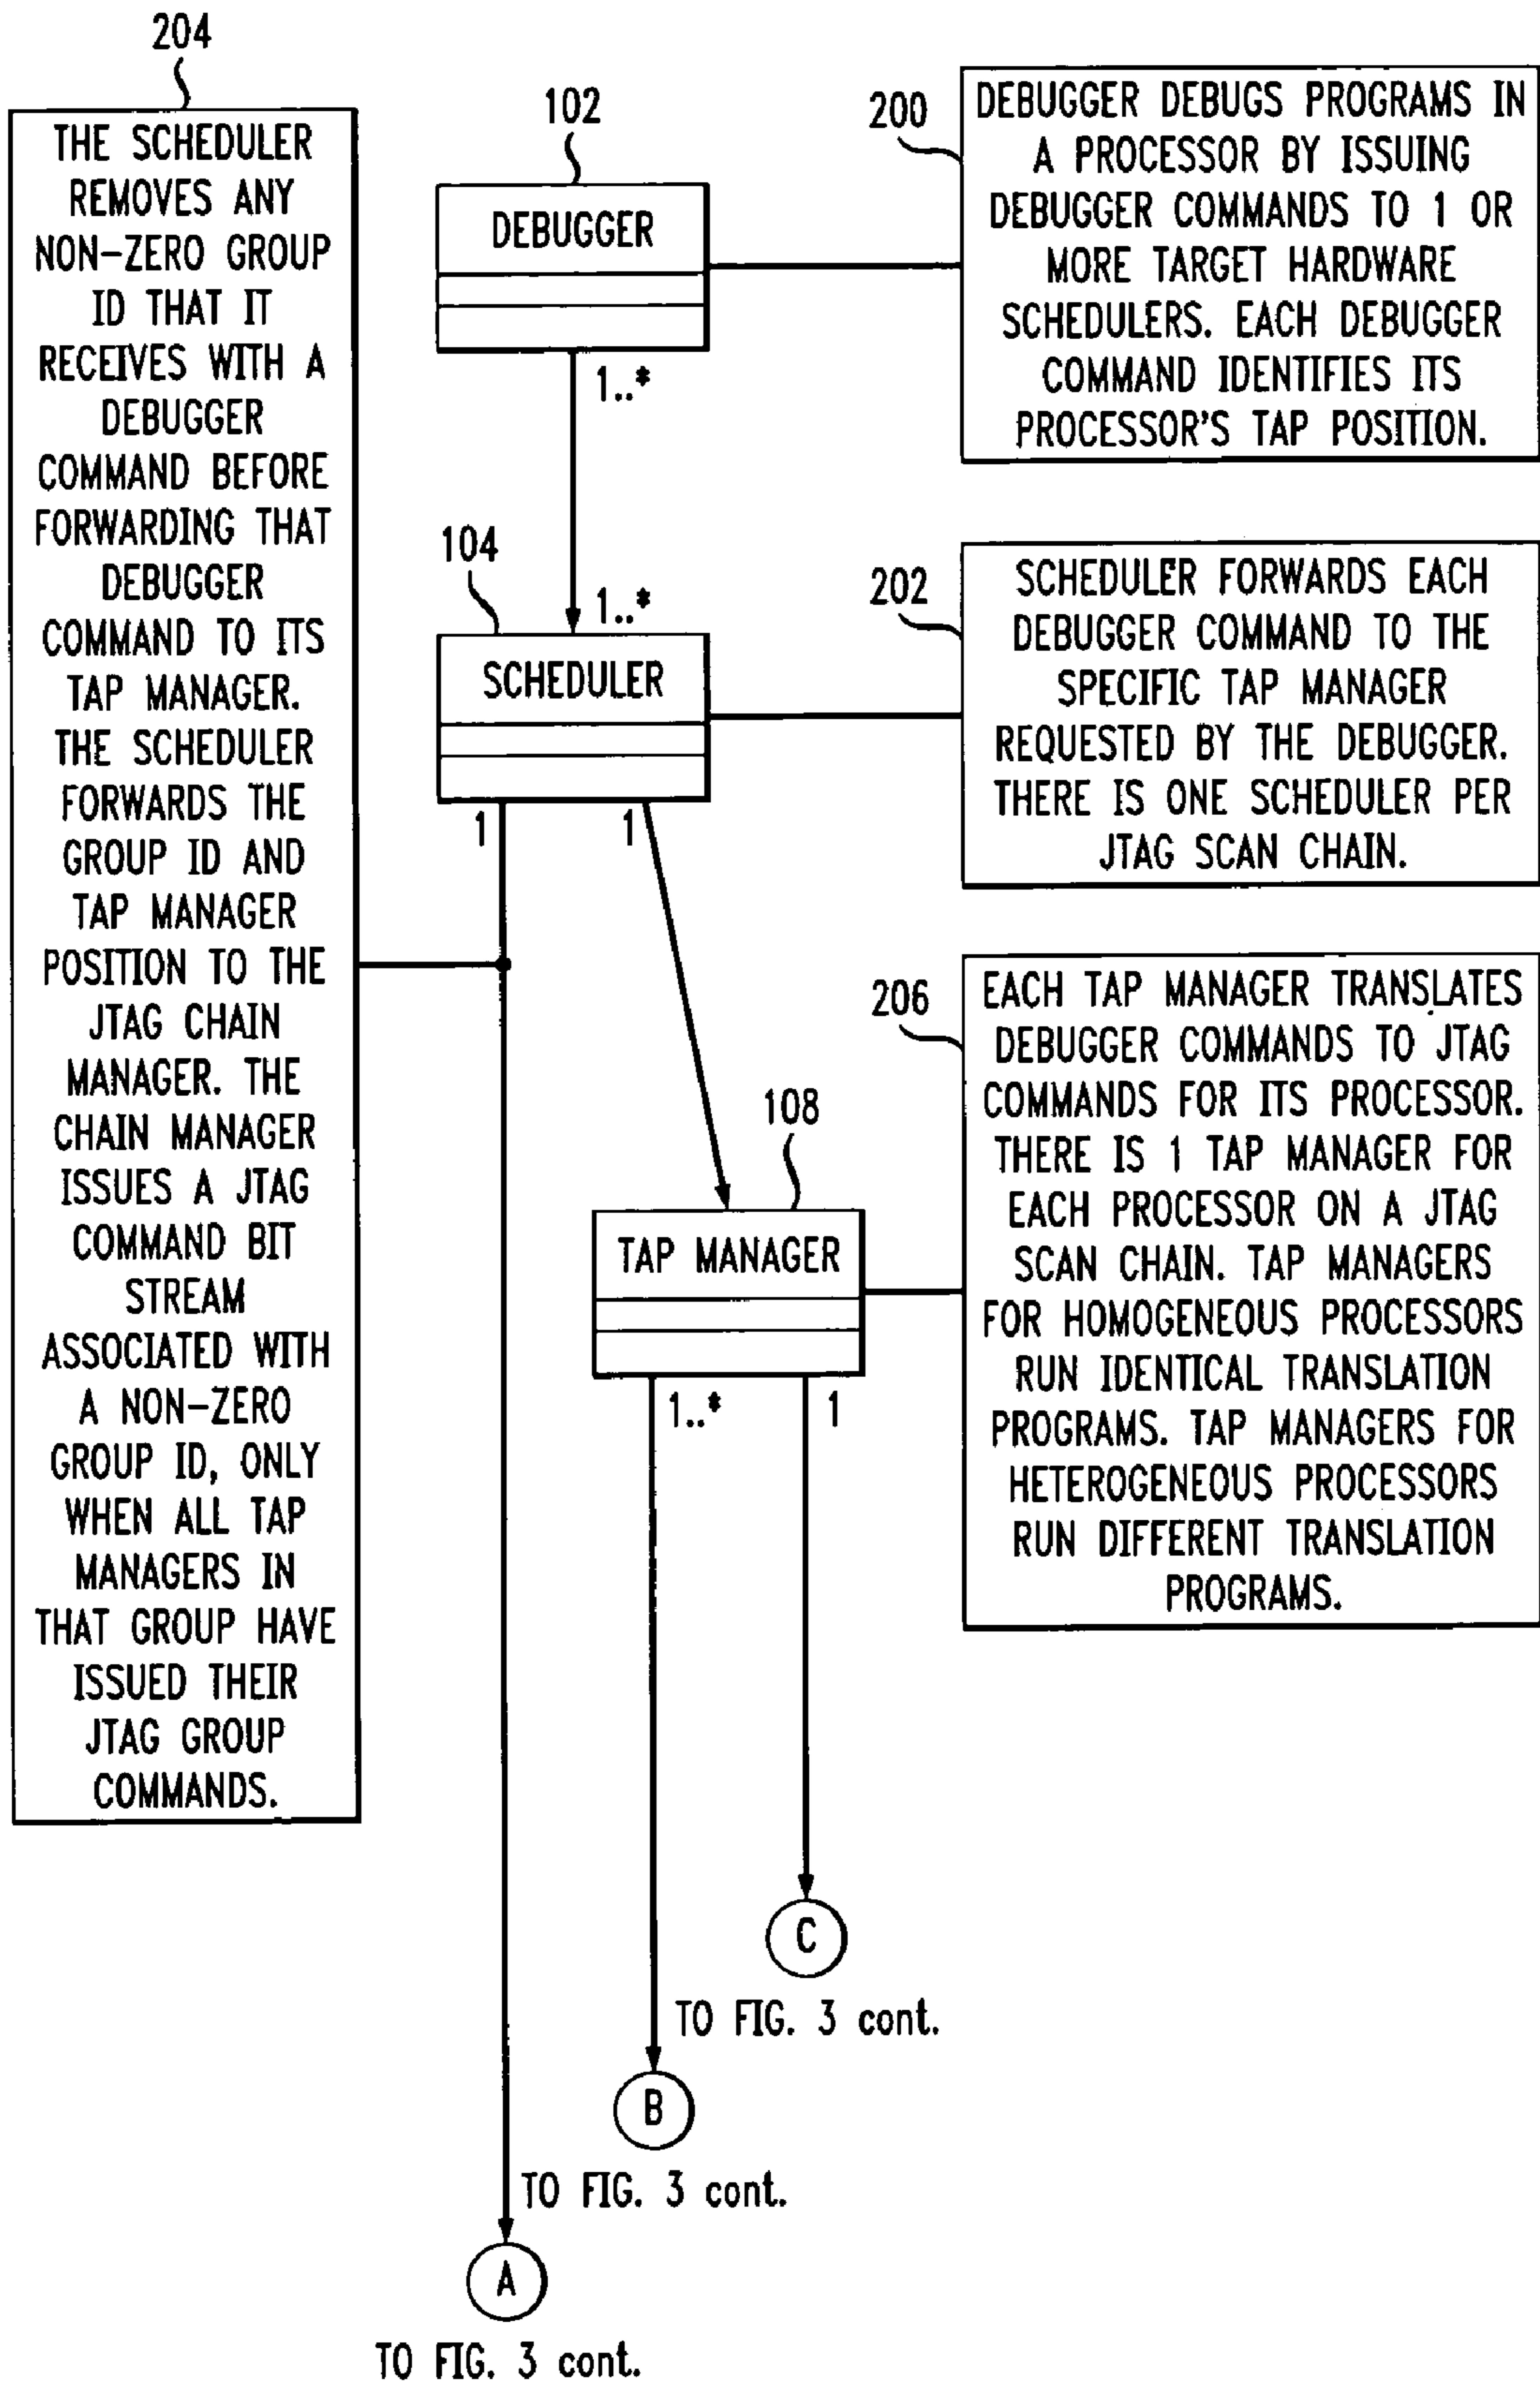 204
THE SCHEDULER
REMOVES ANY
NON-ZERO GROUP
ID THAT IT
RECEIVES WITH A
DEBUGGER
COMMAND BEFORE
FORWARDING THAT
DEBUGGER
COMMAND TO ITS
TAP MANAGER.
THE SCHEDULER
FORWARDS THE
GROUP ID AND
TAP MANAGER
POSITION TO THE
JTAG CHAIN
MANAGER. THE
CHAIN MANAGER
ISSUES A JTAG
COMMAND BIT
STREAM
ASSOCIATED WITH
A NON-ZERO
GROUP ID, ONLY
WHEN ALL TAP
MANAGERS IN
THAT GROUP HAVE
ISSUED THEIR
JTAG GROUP
COMMANDS.
102
DEBUGGER
1..*
200
DEBUGGER DEBUGS PROGRAMS IN
A PROCESSOR BY ISSUING
DEBUGGER COMMANDS TO 1 OR
MORE TARGET HARDWARE
SCHEDULERS. EACH DEBUGGER
COMMAND IDENTIFIES ITS
PROCESSOR'S TAP POSITION.
104
1..*
SCHEDULER
1
1
202
SCHEDULER FORWARDS EACH
DEBUGGER COMMAND TO THE
SPECIFIC TAP MANAGER
REQUESTED BY THE DEBUGGER.
THERE IS ONE SCHEDULER PER
JTAG SCAN CHAIN.
108
TAP MANAGER
1..*
1
206
EACH TAP MANAGER TRANSLATES
DEBUGGER COMMANDS TO JTAG
COMMANDS FOR ITS PROCESSOR.
THERE IS 1 TAP MANAGER FOR
EACH PROCESSOR ON A JTAG
SCAN CHAIN. TAP MANAGERS
FOR HOMOGENEOUS PROCESSORS
RUN IDENTICAL TRANSLATION
PROGRAMS. TAP MANAGERS FOR
HETEROGENEOUS PROCESSORS
RUN DIFFERENT TRANSLATION
PROGRAMS.
C
TO FIG. 3 cont.
B
TO FIG. 3 cont.
A
TO FIG. 3 cont.